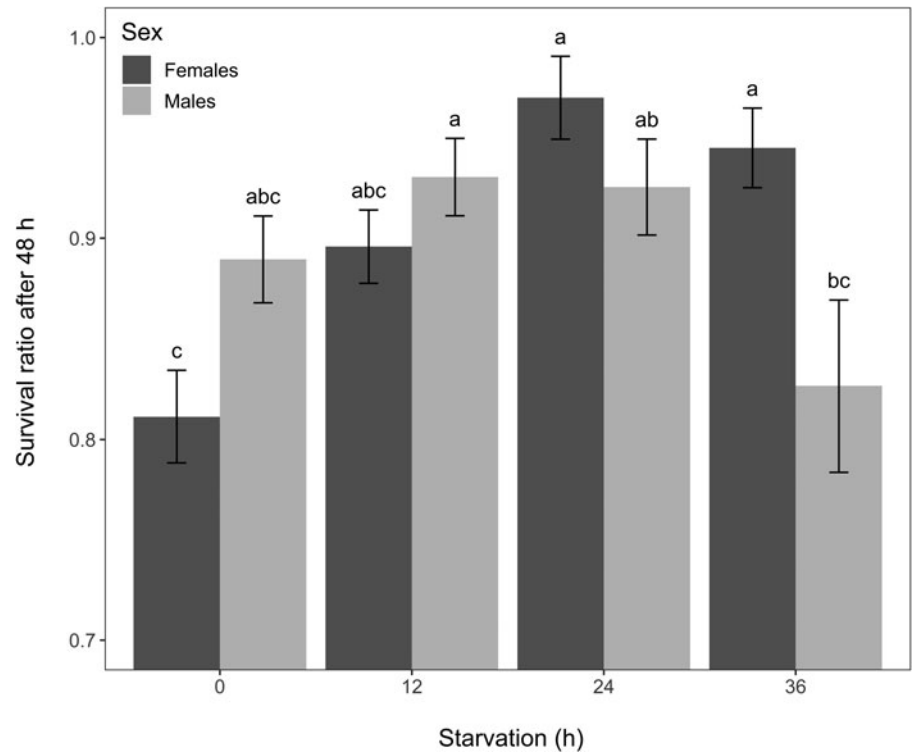 Sex
Females
Males
Survival ratio after 48 h
1.0
0.9
0.8
0.7
c
abc
abc
a
a
ab
a
bc
0
12
24
36
Starvation (h)